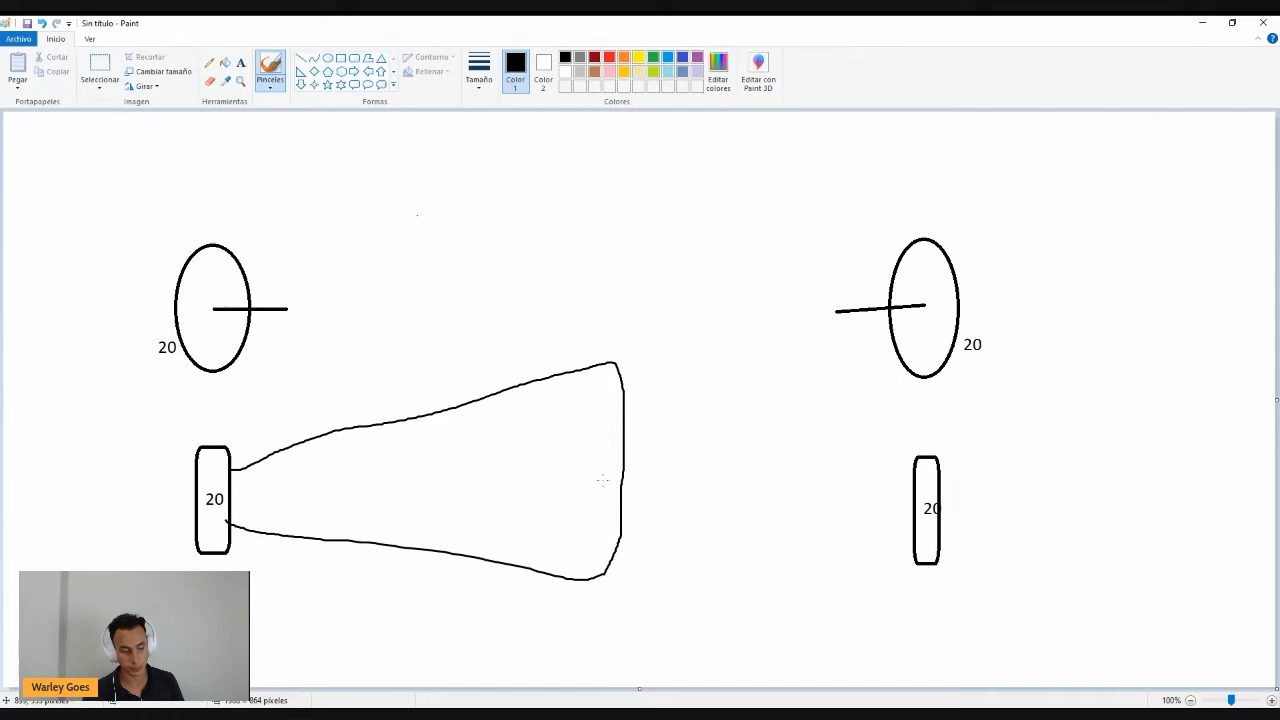 Sin título - Paint
Archivo Inicio Ver
Pegar
Cortar
Copiar
Portapapeles
Seleccionar
Recortar
Cambiar tamaño
Girar
Imagen
Herramientas
Pinceles
Formas
Contorno
Rellenar
Tamaño
Color 1
Color 2
Editar colores
Editar con Paint 3D
Colores
20
20
20
20
Warley Goes
100%